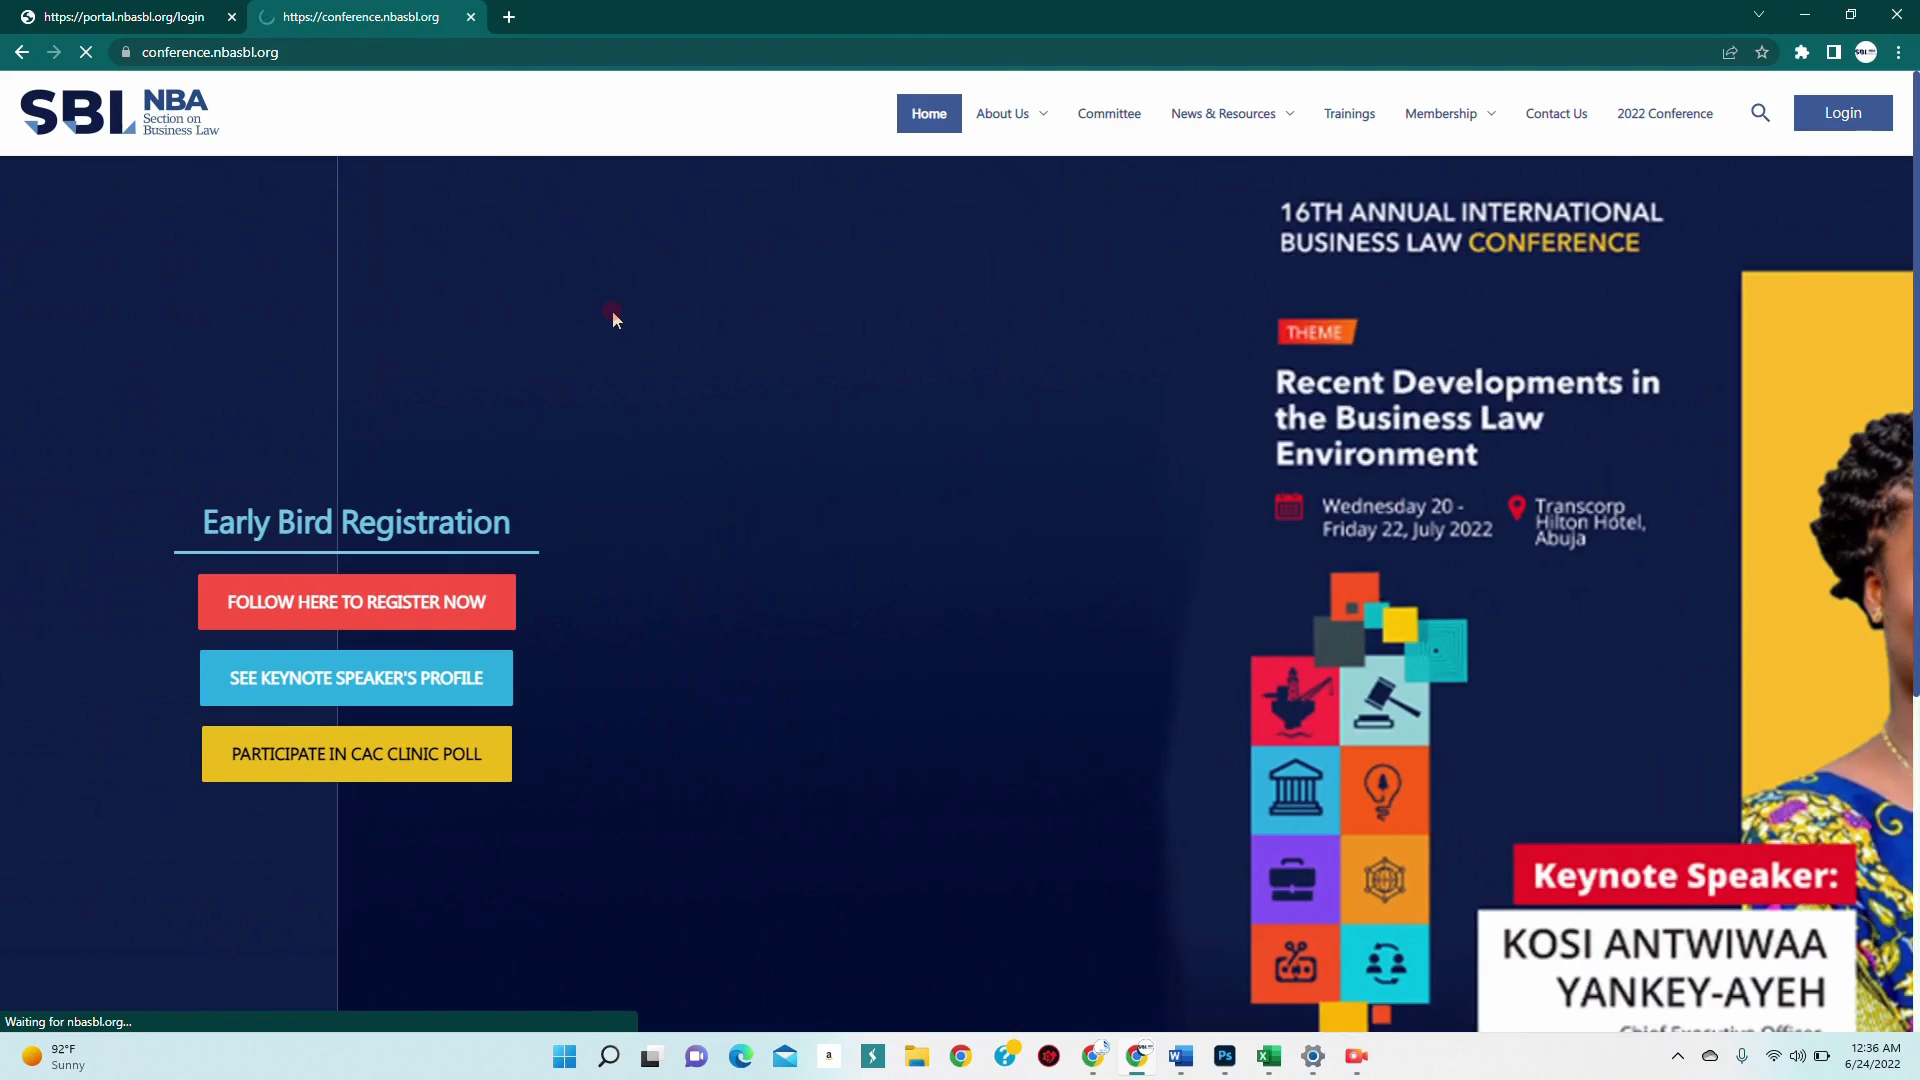 https://portal.nbasbl.org/login
https://conference.nbasbl.org
conference.nbasbl.org
SBL NBA
Section on
Business Law
Home
About Us
Committee
News & Resources
Trainings
Membership
Contact Us
2022 Conference
Login
16TH ANNUAL INTERNATIONAL
BUSINESS LAW CONFERENCE
THEME
Recent Developments in
the Business Law
Environment
Wednesday 20 -
Friday 22, July 2022
Transcorp
Hilton Hotel,
Abuja
Early Bird Registration
FOLLOW HERE TO REGISTER NOW
SEE KEYNOTE SPEAKER'S PROFILE
PARTICIPATE IN CAC CLINIC POLL
Keynote Speaker:
KOSI ANTWIWAA
YANKEY-AYEH
Chief Executive Officer
Waiting for nbasbl.org...
92°F
Sunny
12:36 AM
6/24/2022